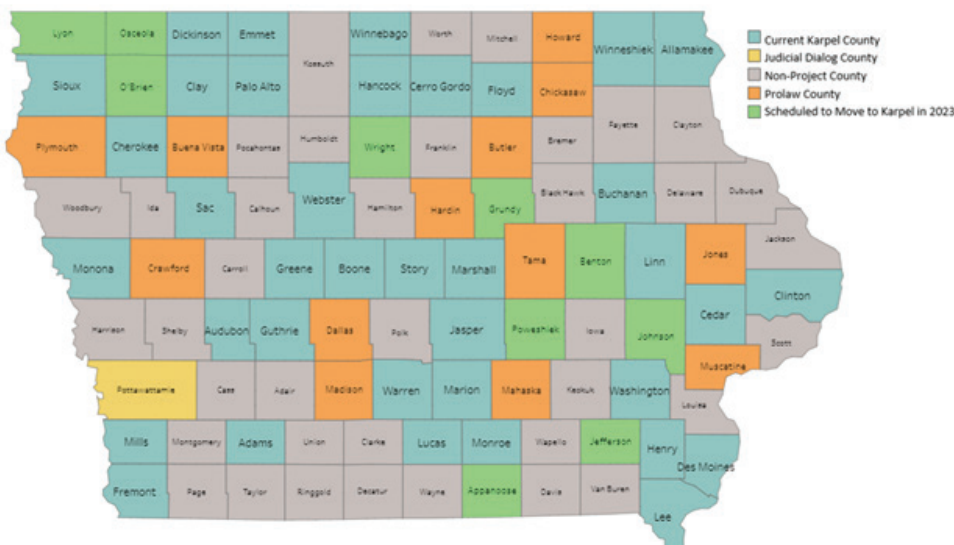 Lyon Osceola Dickinson Emmet Winnebago Worth Mitchell Howard Winneshiek Allamakee
Kossuth
Sioux O'Brien Clay Palo Alto Hancock Cerro Gordo Floyd Chickasaw
Fayette Clayton
Plymouth Cherokee Buena Vista Pocahontas Humboldt Wright Franklin Butler Bremer
Woodbury Ida Sac Calhoun Webster Hamilton Hardin Grundy Black Hawk Buchanan Delaware Dubuque
Jackson
Monona Crawford Carroll Greene Boone Story Marshall Tama Benton Linn Jones
Clinton
Harrison Shelby Audubon Guthrie Dallas Polk Jasper Poweshiek Iowa Johnson Cedar
Scott
Muscatine
Pottawattamie Cass Adair Madison Warren Marion Mahaska Keokuk Washington
Louisa
Mills Montgomery Adams Union Clarke Lucas Monroe Wapello Jefferson Henry
Des Moines
Fremont Page Taylor Ringgold Decatur Wayne Appanoose Davis Van Buren
Lee
Current Karpel County
Judicial Dialog County
Non-Project County
Prolaw County
Scheduled to Move to Karpel in 2023